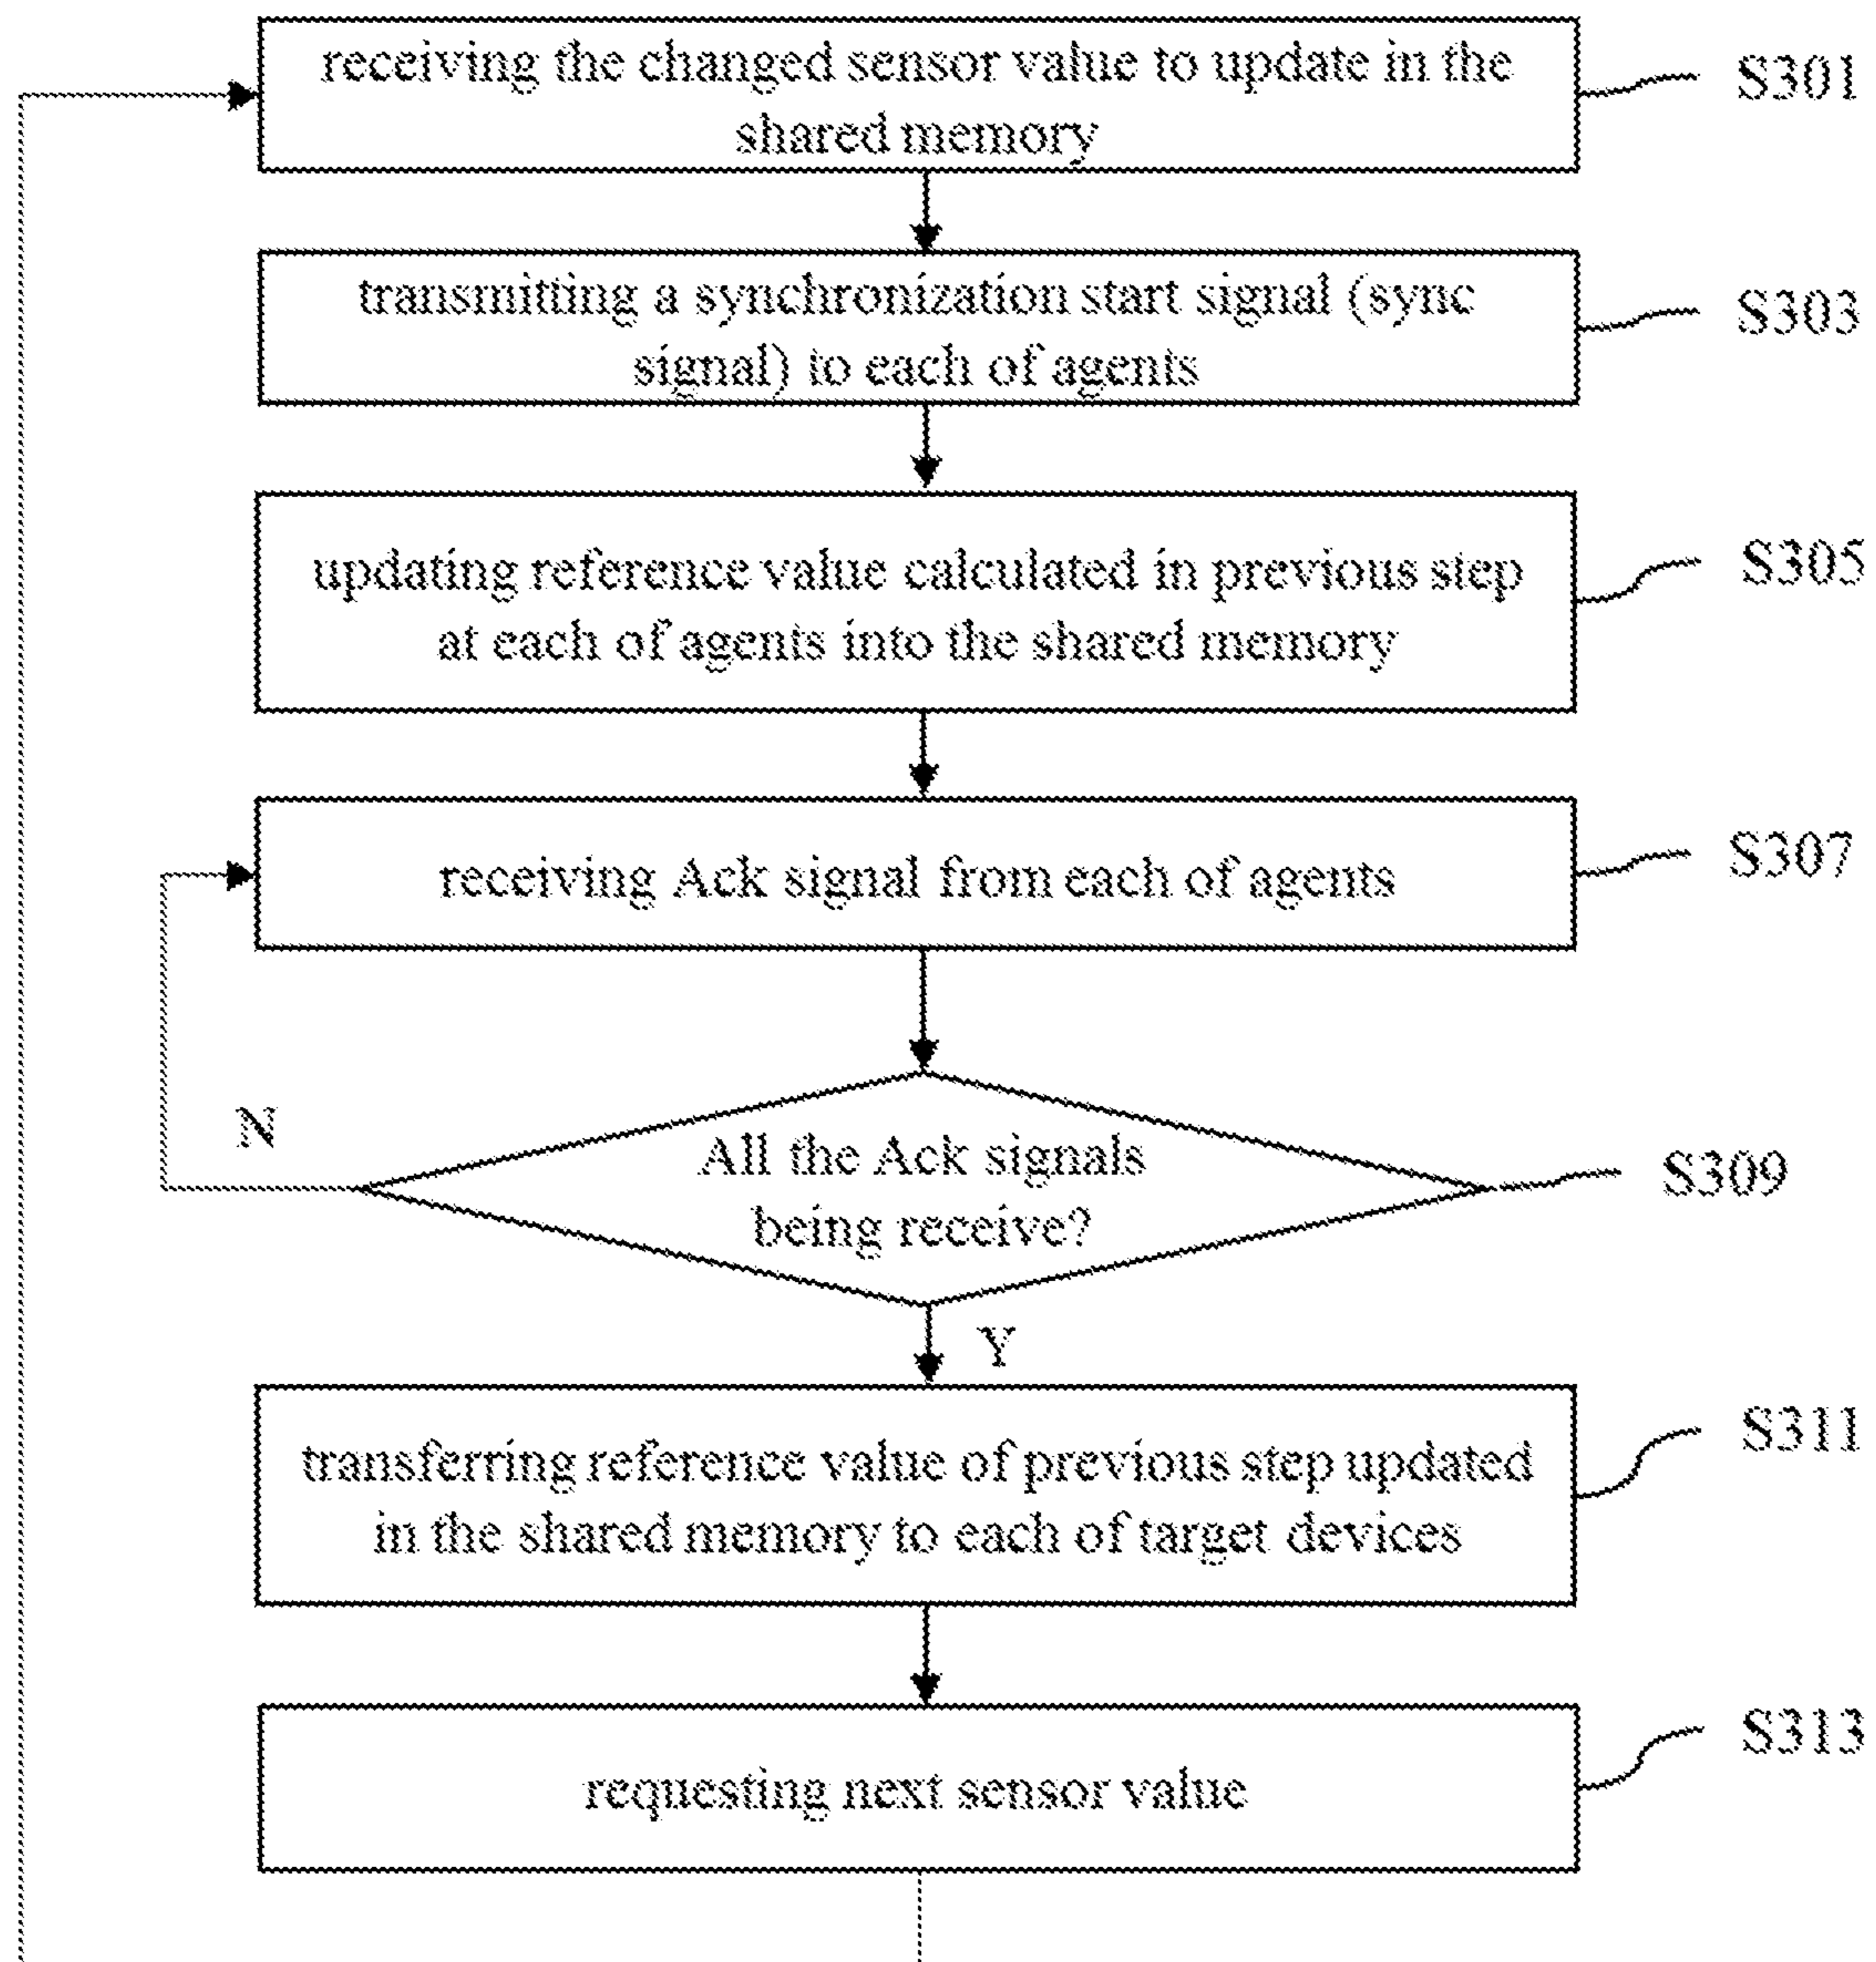 receiving the changed sensor value to update in the
shared memory
S301
transmitting a synchronization start signal (sync
signal) to each of agents
S303
updating reference value calculated in previous step
at each of agents into the shared memory
S305
receiving Ack signal from each of agents
S307
N
All the Ack signals
being receive?
S309
Y
transferring reference value of previous step updated
in the shared memory to each of target devices
S311
requesting next sensor value
S313